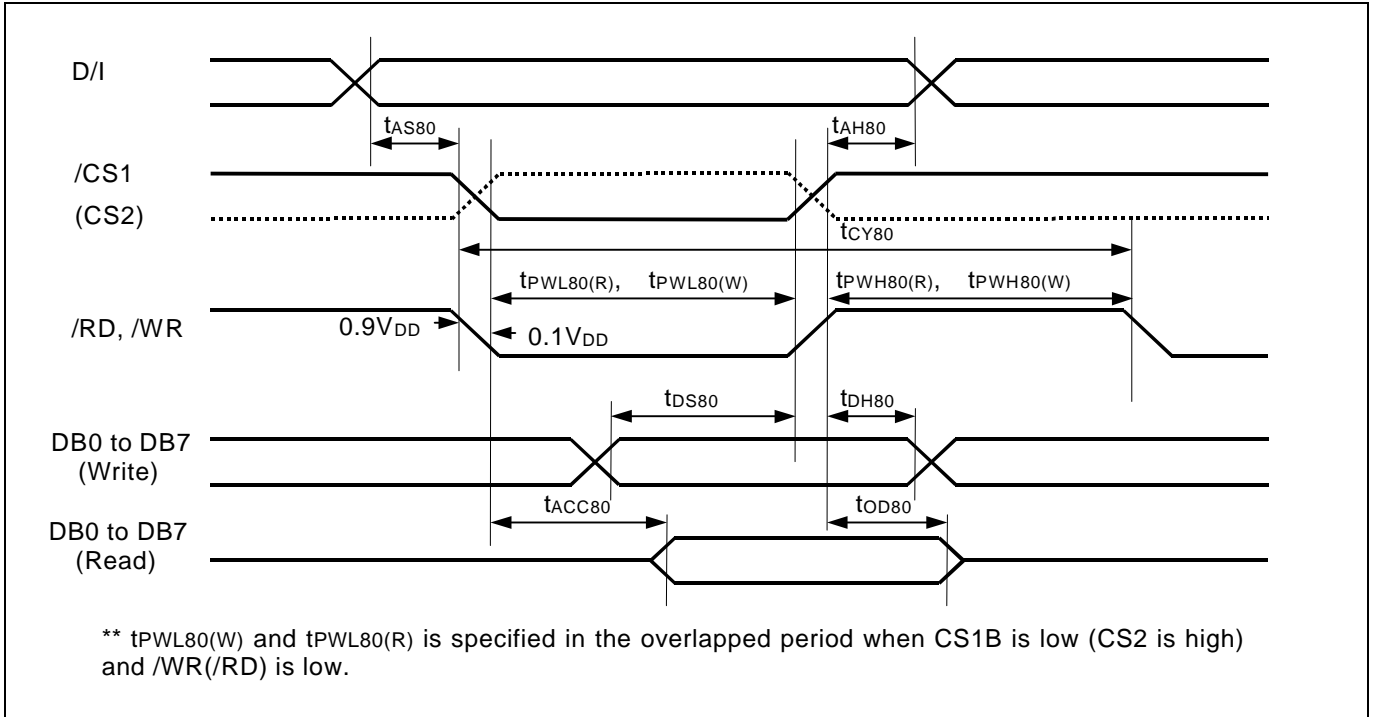 D/I
tAS80
tAH80
/CS1
(CS2)
tCY80
tPWL80(R), tPWL80(W)
tPWH80(R), tPWH80(W)
/RD, /WR
0.9VDD
0.1VDD
tDS80
tDH80
DB0 to DB7
(Write)
tACC80
tOD80
DB0 to DB7
(Read)
** tPWL80(W) and tPWL80(R) is specified in the overlapped period when CS1B is low (CS2 is high)
and /WR(/RD) is low.